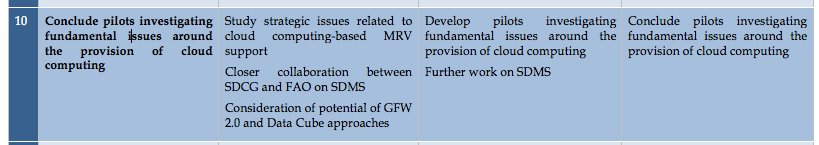 10
Conclude pilots investigating
fundamental issues around
the provision of cloud
computing
Study strategic issues related to
cloud computing-based MRV
support
Closer collaboration between
SDCG and FAO on SDMS
Consideration of potential of GFW
2.0 and Data Cube approaches
Develop pilots investigating
fundamental issues around the
provision of cloud computing
Further work on SDMS
Conclude pilots investigating
fundamental issues around the
provision of cloud computing